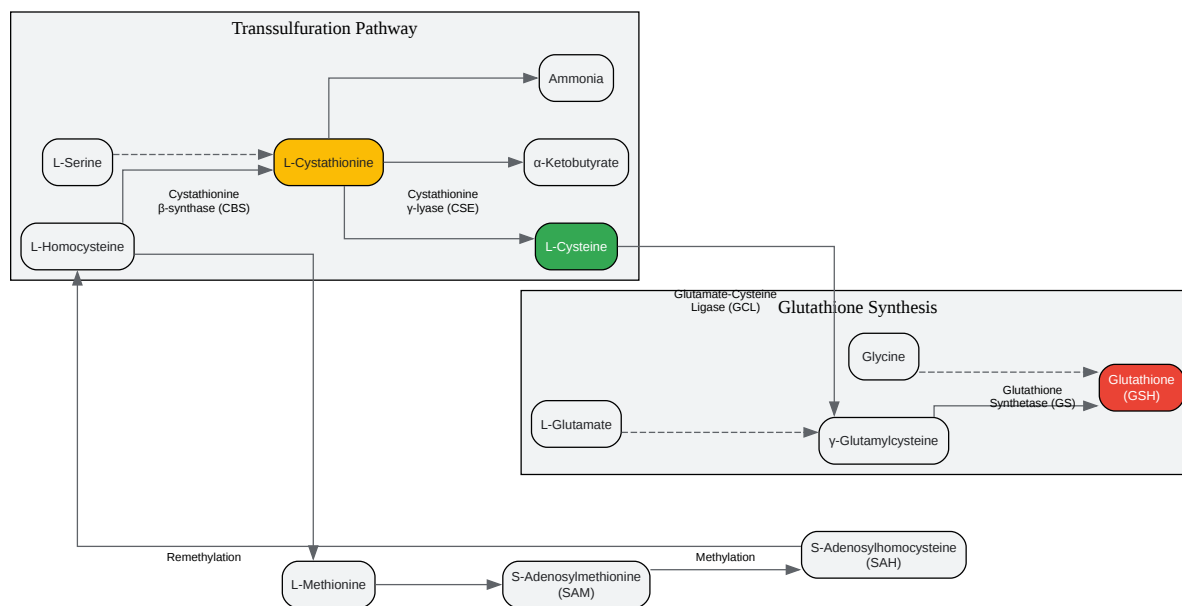 Transsulfuration Pathway
Ammonia
L-Serine
L-Cystathionine
α-Ketobutyrate
Cystathionine
β-synthase (CBS)
Cystathionine
γ-lyase (CSE)
L-Homocysteine
L-Cysteine
Glutamate-Cysteine
Ligase (GCL)
Glutathione Synthesis
Glycine
Glutathione
(GSH)
Glutathione
Synthetase (GS)
L-Glutamate
γ-Glutamylcysteine
Remethylation
Methylation
S-Adenosylhomocysteine
(SAH)
L-Methionine
S-Adenosylmethionine
(SAM)